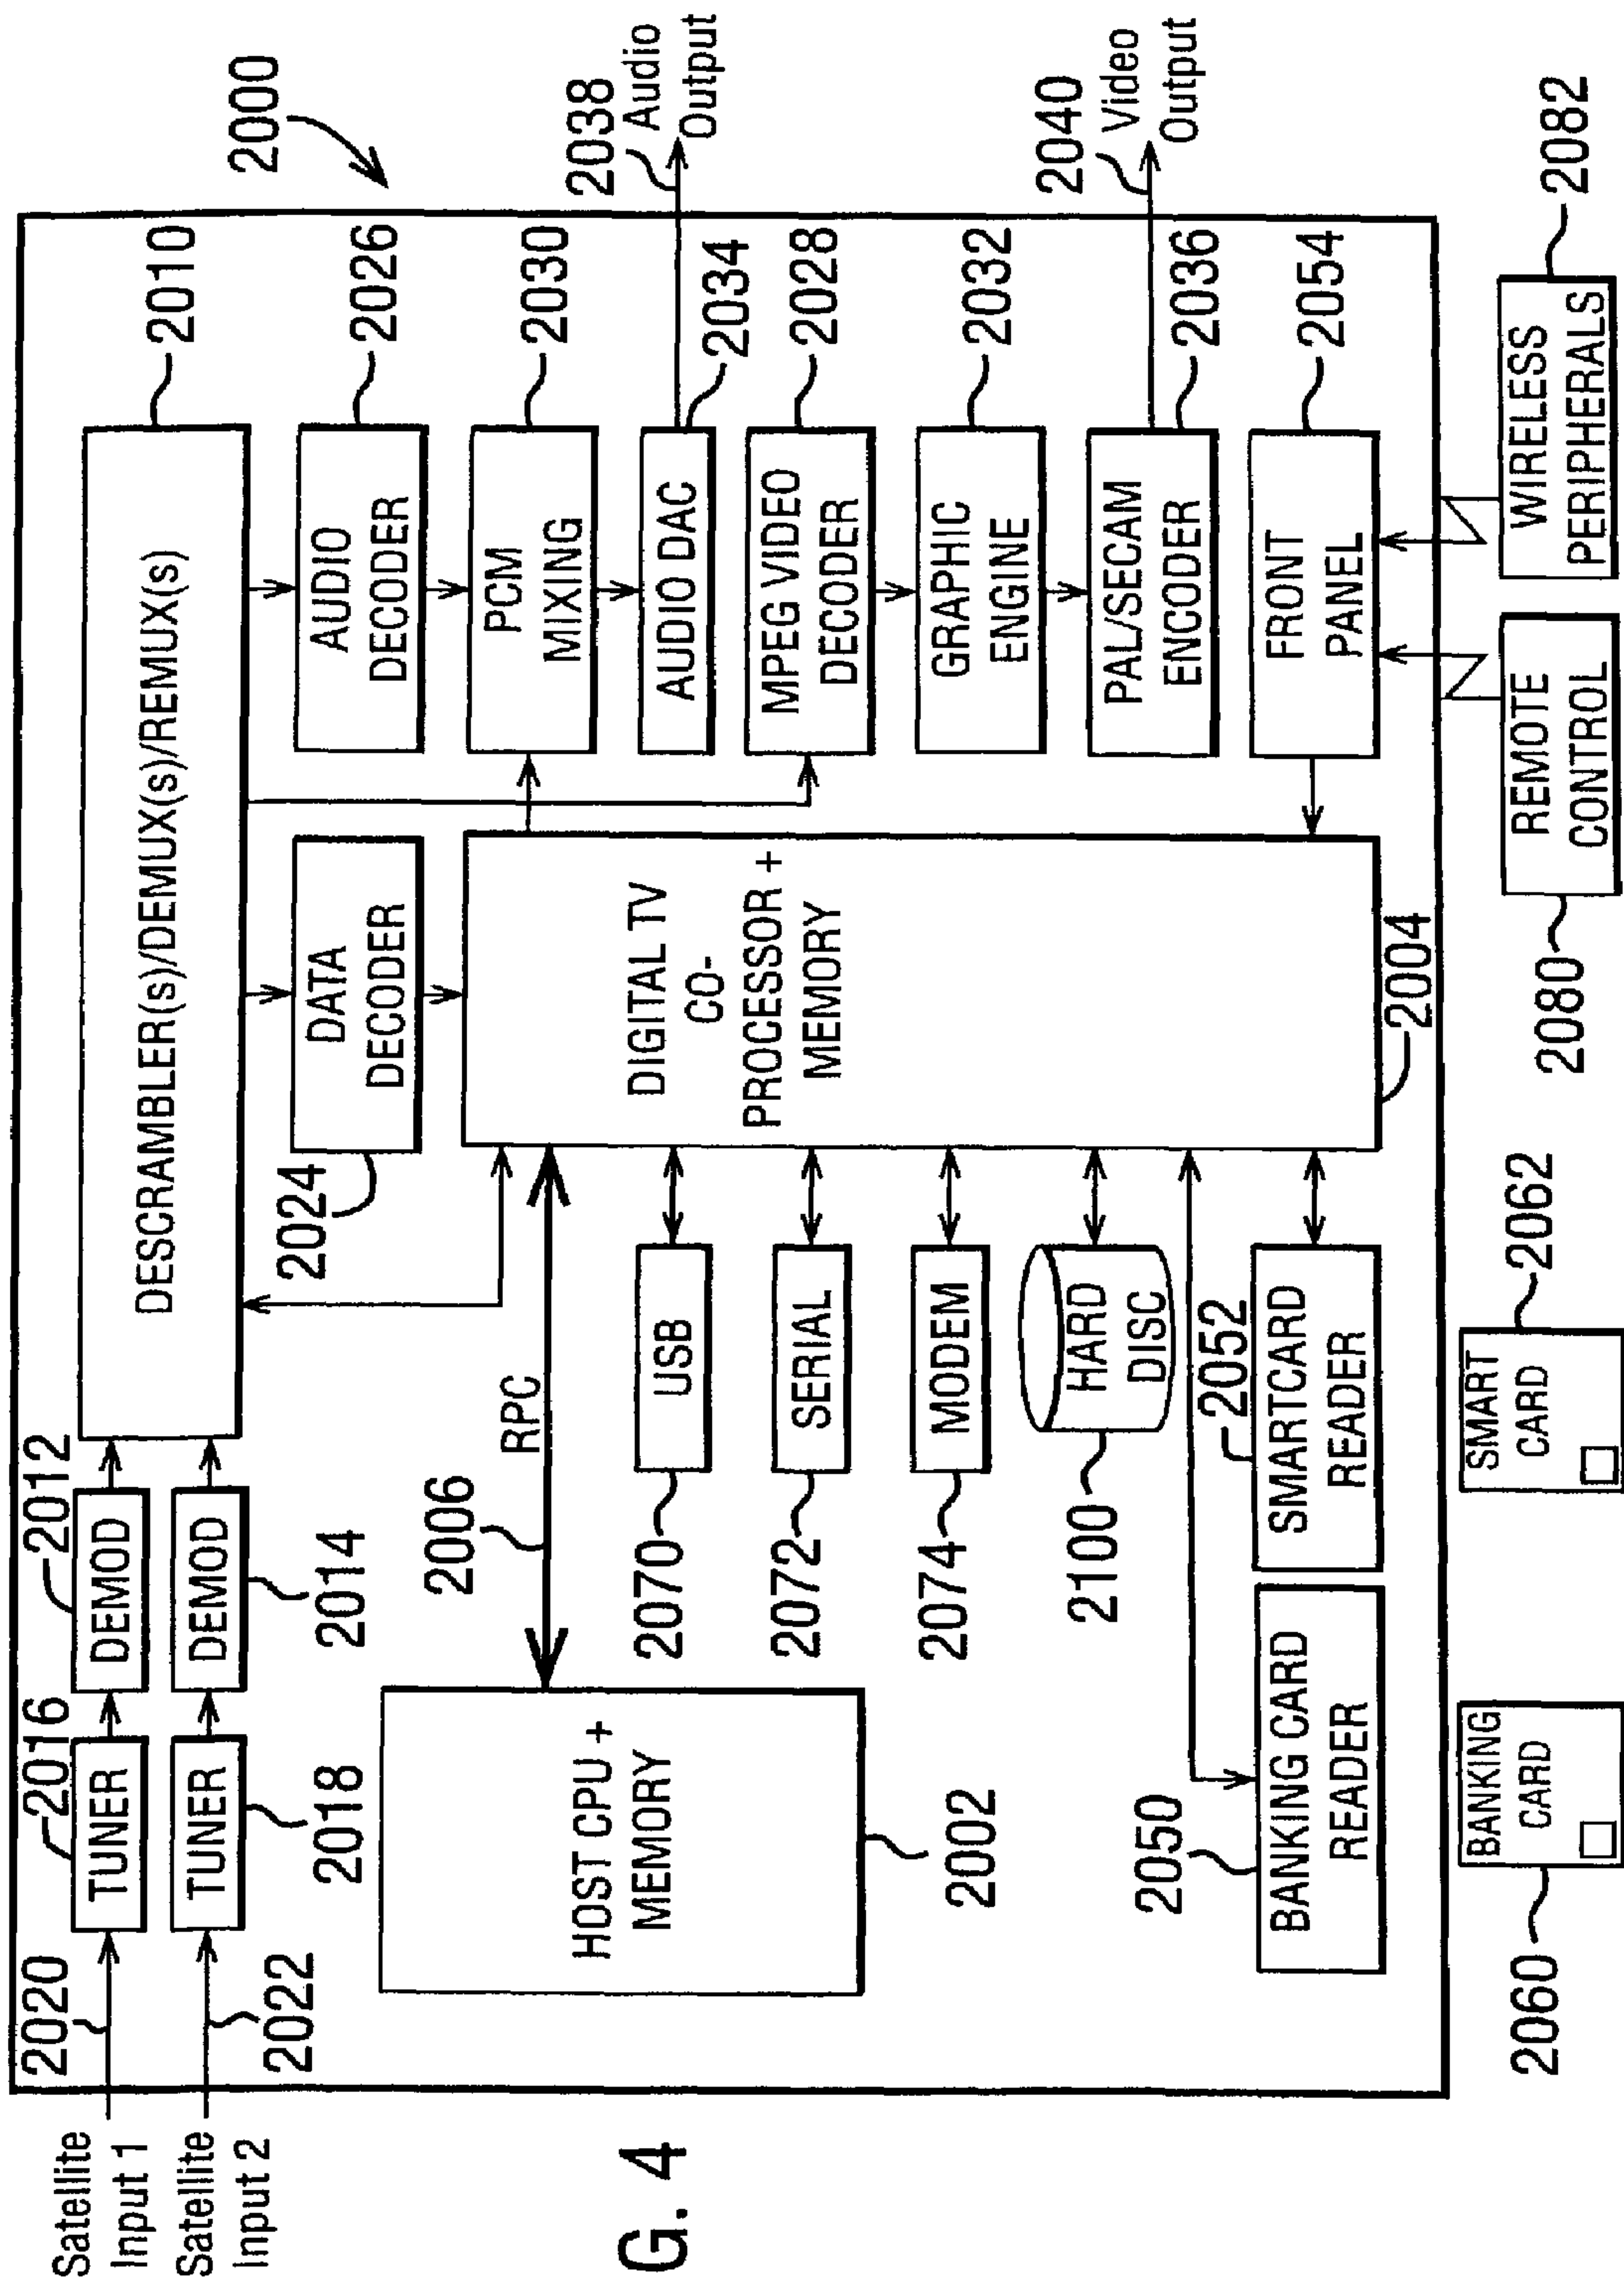 2000
Satellite
Input 1
Satellite
Input 2
2020
2022
2016
TUNER
TUNER
2018
2012
DEMOD
DEMOD
2014
DESCRAMBLER(s)/DEMUX(s)/REMUX(s)
2010
2024
DATA
DECODER
AUDIO
DECODER
2026
HOST CPU +
MEMORY
2002
2006
RPC
DIGITAL TV
CO-
PROCESSOR +
MEMORY
2004
PCM
MIXING
2030
2038
Audio
Output
2070
USB
AUDIO DAC
2034
2072
SERIAL
MPEG VIDEO
DECODER
2028
2074
MODEM
GRAPHIC
ENGINE
2032
2100
HARD
DISC
PAL/SECAM
ENCODER
2036
2040
Video
Output
2050
BANKING CARD
READER
2052
SMARTCARD
READER
FRONT
PANEL
2054
2060
BANKING
CARD
SMART
CARD
2062
2080
REMOTE
CONTROL
WIRELESS
PERIPHERALS
2082
G. 4